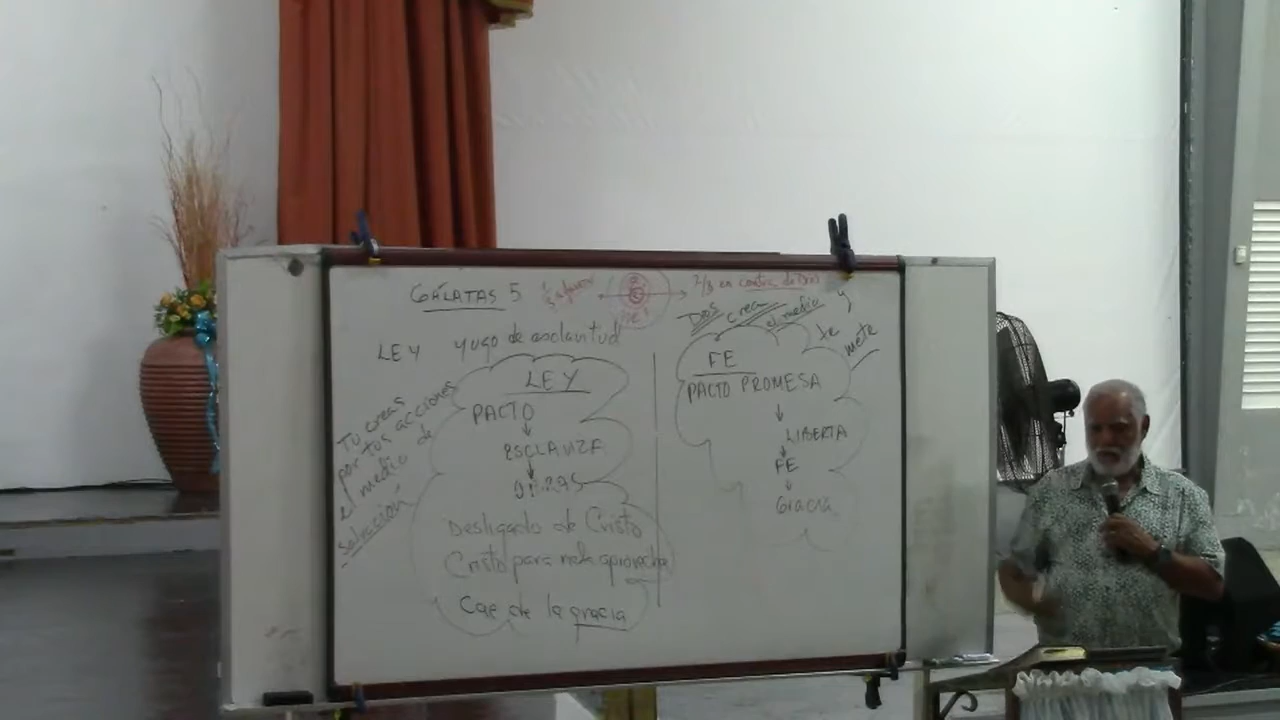 GÁLATAS 5
2/3 en contra de Dios
LEY yugo de esclavitud
Dios crea el medio y te mete
LEY
PACTO
↓
ESCLAVIZA
↓
OBRAS
Desligado de Cristo
Cristo para nada aprovecha
Cae de la gracia
Tu creas
por tus acciones
el medio de
salvación
FE
PACTO PROMESA
↓
LIBERTA
↓
FE
↓
Gracia